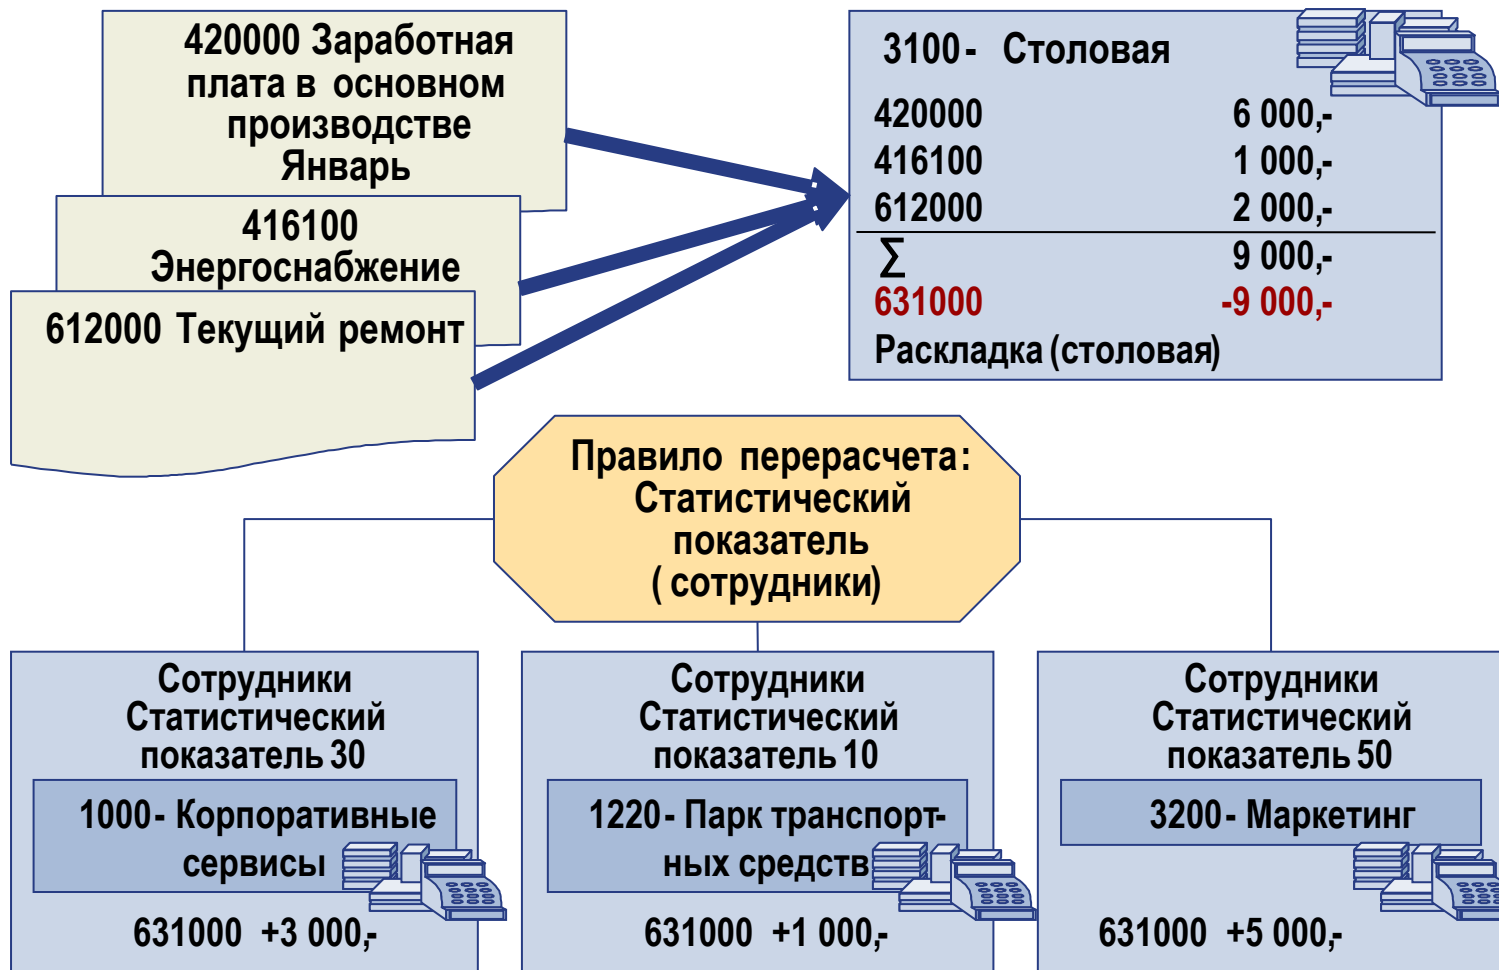 420000 Заработная
плата в основном
производстве
Январь
416100
Энергоснабжение
612000 Текущий ремонт
3100- Столовая
420000 6 000,-
416100 1 000,-
612000 2 000,-
∑ 9 000,-
631000 -9 000,-
Раскладка (столовая)
Правило перерасчета:
Статистический
показатель
( сотрудники)
Сотрудники
Статистический
показатель 30
1000- Корпоративные
сервисы
631000 +3 000,-
Сотрудники
Статистический
показатель 10
1220- Парк транспорт-
ных средств
631000 +1 000,-
Сотрудники
Статистический
показатель 50
3200- Маркетинг
631000 +5 000,-